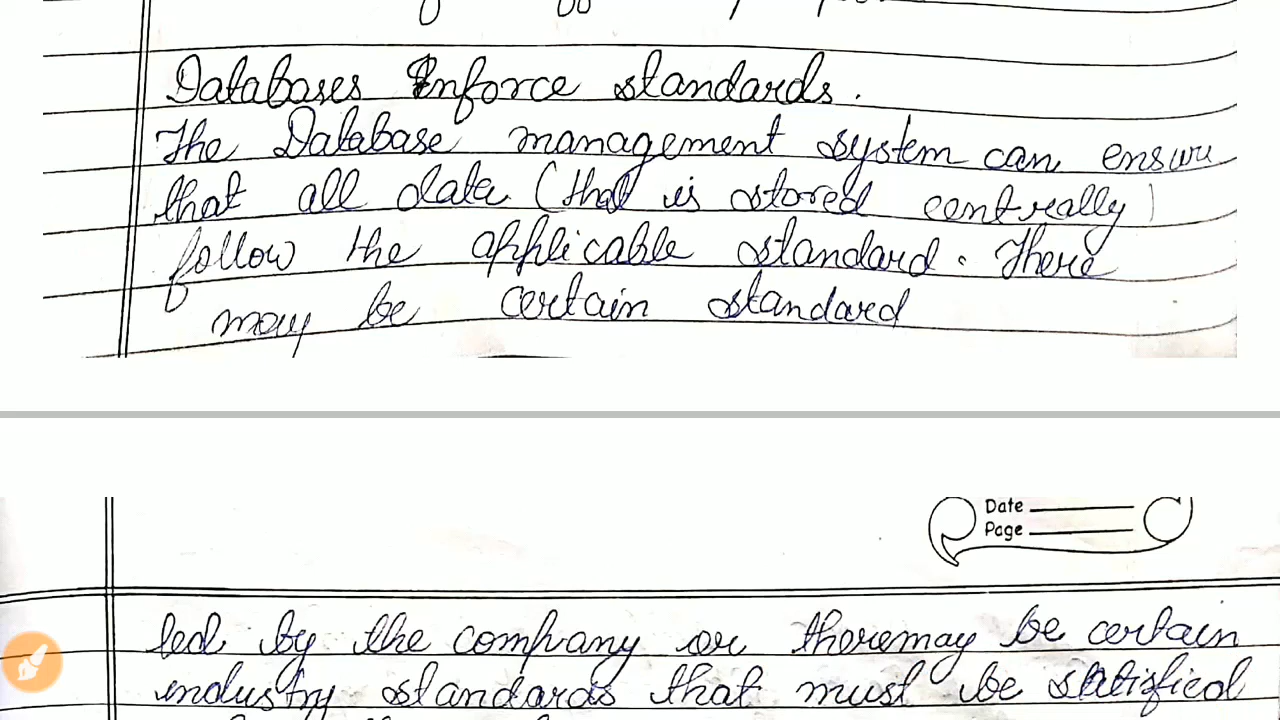 Databases Enforce standards.
The Database management system can ensure
that all data (that is stored centrally)
follow the applicable standard. There
may be certain standard
Date
Page
led by the company or theremay be certain
industry standards that must be satisfied